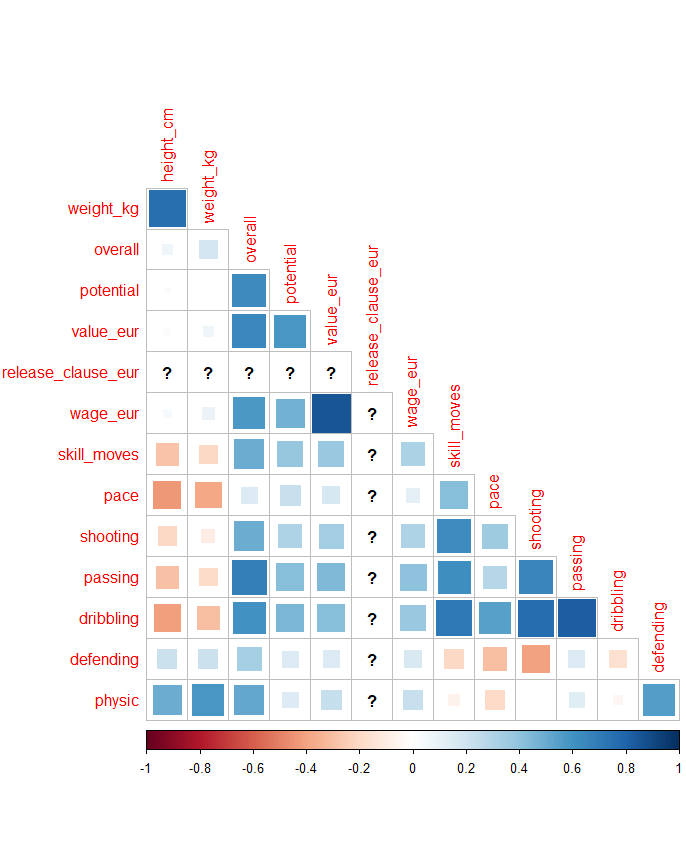 height_cm
weight_kg
overall
potential
value_eur
release_clause_eur
wage_eur
skill_moves
pace
shooting
passing
dribbling
defending
weight_kg
overall
potential
value_eur
release_clause_eur ? ? ? ? ?
wage_eur ?
skill_moves ?
pace ?
shooting ?
passing ?
dribbling ?
defending ?
physic ?
-1 -0.8 -0.6 -0.4 -0.2 0 0.2 0.4 0.6 0.8 1